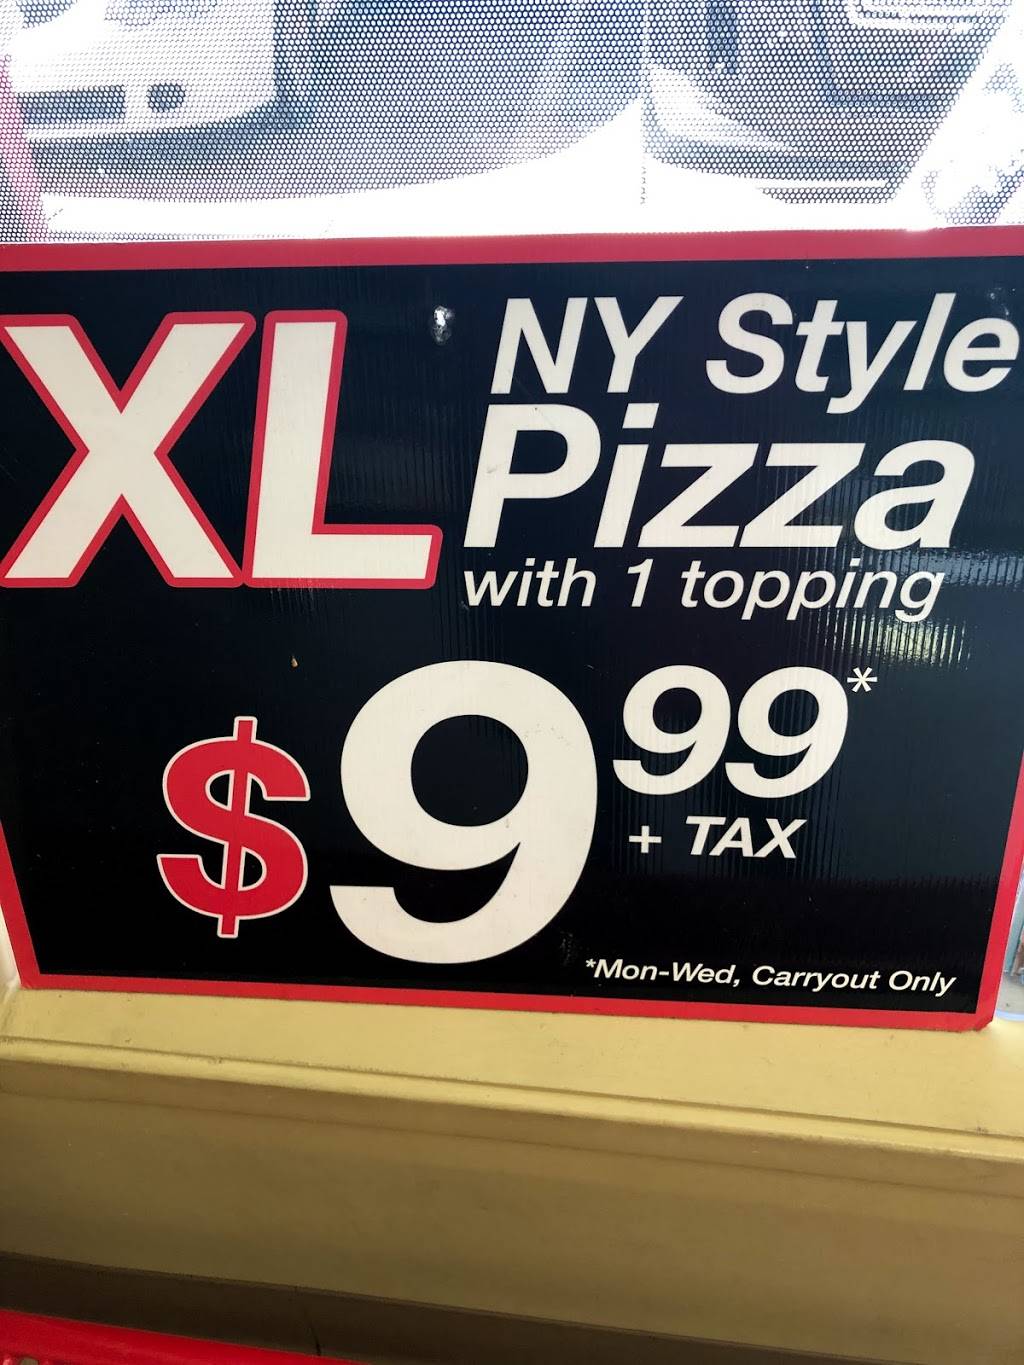 XL NY Style
Pizza
with 1 topping
$9 99*
+ TAX
*Mon-Wed, Carryout Only